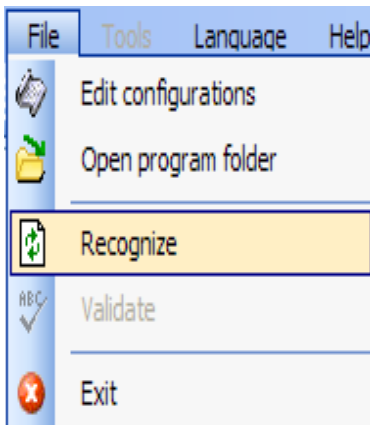 File Tools Language Help
Edit configurations
Open program folder
Recognize
ABC
Validate
Exit